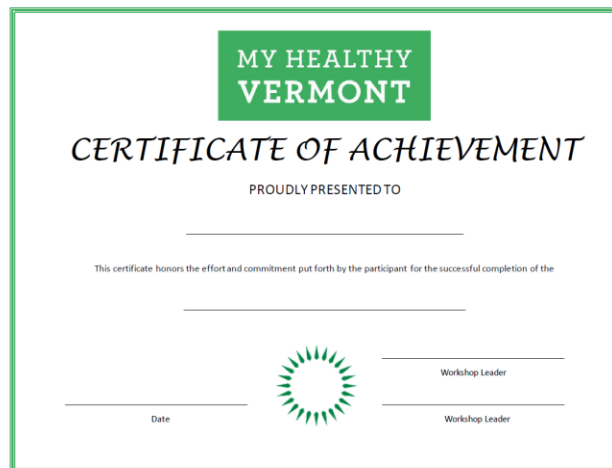 MY HEALTHY
VERMONT
CERTIFICATE OF ACHIEVEMENT
PROUDLY PRESENTED TO
This certificate honors the effort and commitment put forth by the participant for the successful completion of the
Workshop Leader
Date
Workshop Leader